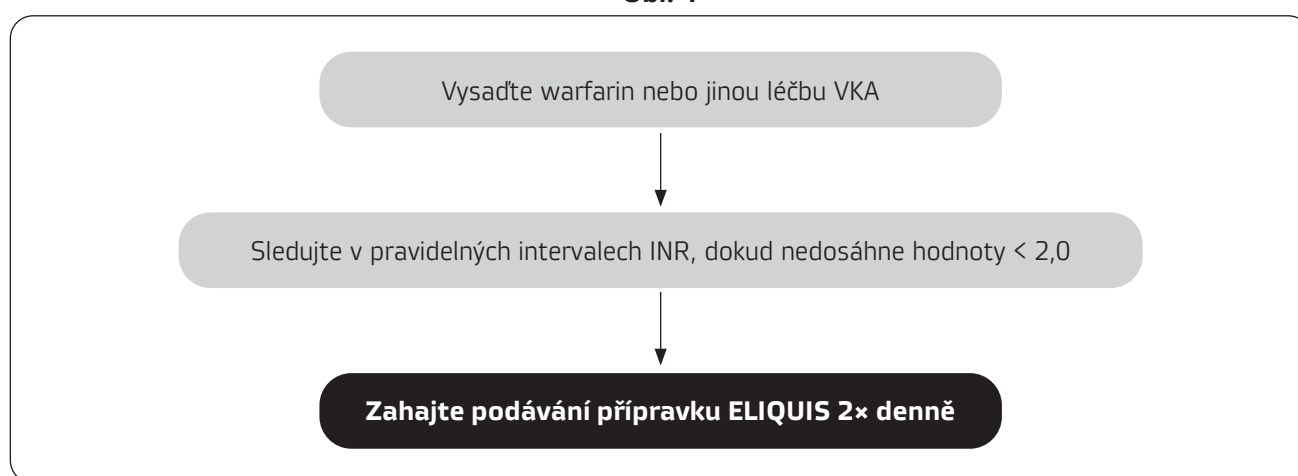 Vysaďte warfarin nebo jinou léčbu VKA
Sledujte v pravidelných intervalech INR, dokud nedosáhne hodnoty < 2,0
Zahajte podávání přípravku ELIQUIS 2× denně